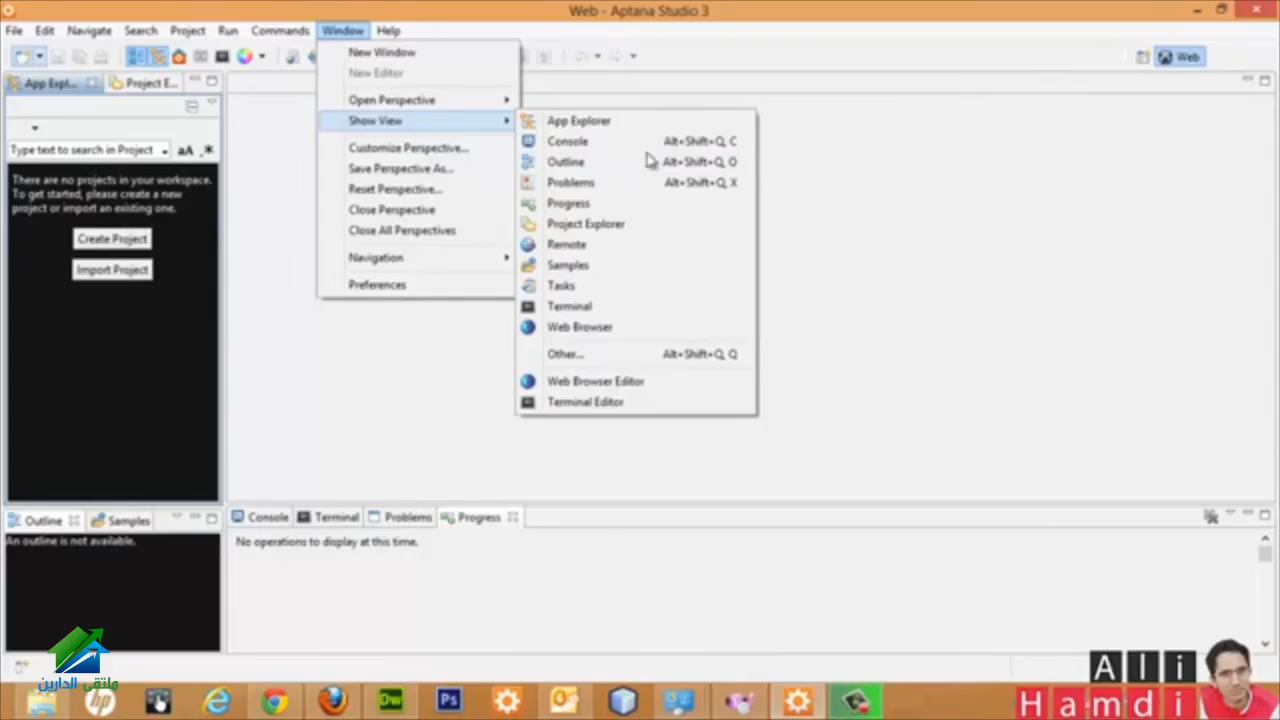 Web - Aptana Studio 3
File Edit Navigate Search Project Run Commands Window Help
Web
App Expl... Project E...
Type text to search in Project aA .*
There are no projects in your workspace.
To get started, please create a new
project or import an existing one.
Create Project
Import Project
New Window
New Editor
Open Perspective
Show View
Customize Perspective...
Save Perspective As...
Reset Perspective...
Close Perspective
Close All Perspectives
Navigation
Preferences
App Explorer
Console Alt+Shift+Q, C
Outline Alt+Shift+Q, O
Problems Alt+Shift+Q, X
Progress
Project Explorer
Remote
Samples
Tasks
Terminal
Web Browser
Other... Alt+Shift+Q, Q
Web Browser Editor
Terminal Editor
Outline Samples
An outline is not available.
Console Terminal Problems Progress
No operations to display at this time.
ملتقى الدارين
Ali
Hamdi
hp Dw Ps